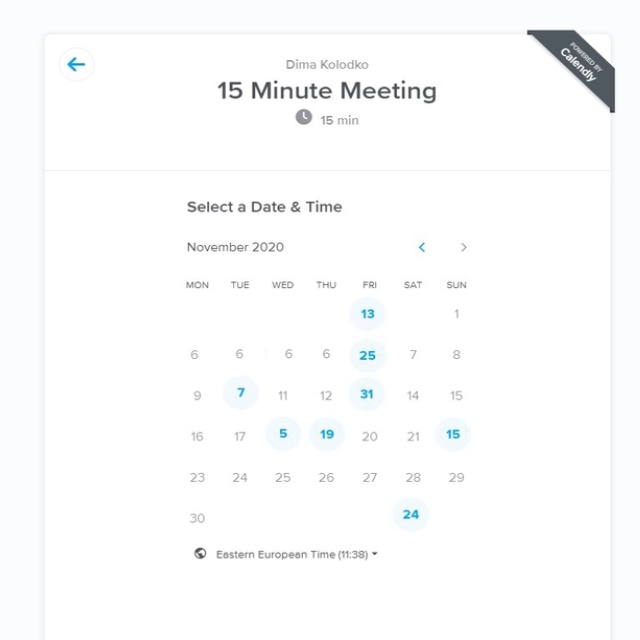 POWERED BY
Calendly
Dima Kolodko
15 Minute Meeting
15 min
Select a Date & Time
November 2020
MON TUE WED THU FRI SAT SUN
13 1
6 6 6 6 25 7 8
9 7 11 12 31 14 15
16 17 5 19 20 21 15
23 24 25 26 27 28 29
30 24
Eastern European Time (11:38)